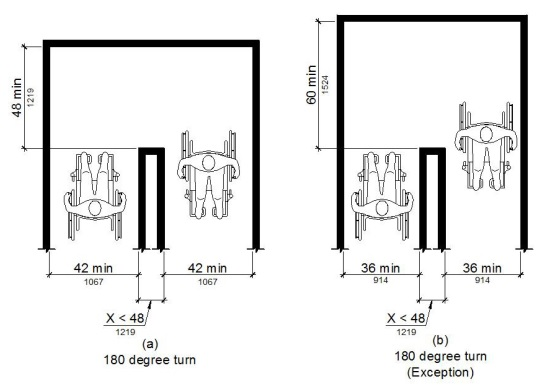 48 min
1219
42 min
1067
42 min
1067
X < 48
1219
(a)
180 degree turn
60 min
1524
36 min
914
36 min
914
X < 48
1219
(b)
180 degree turn
(Exception)